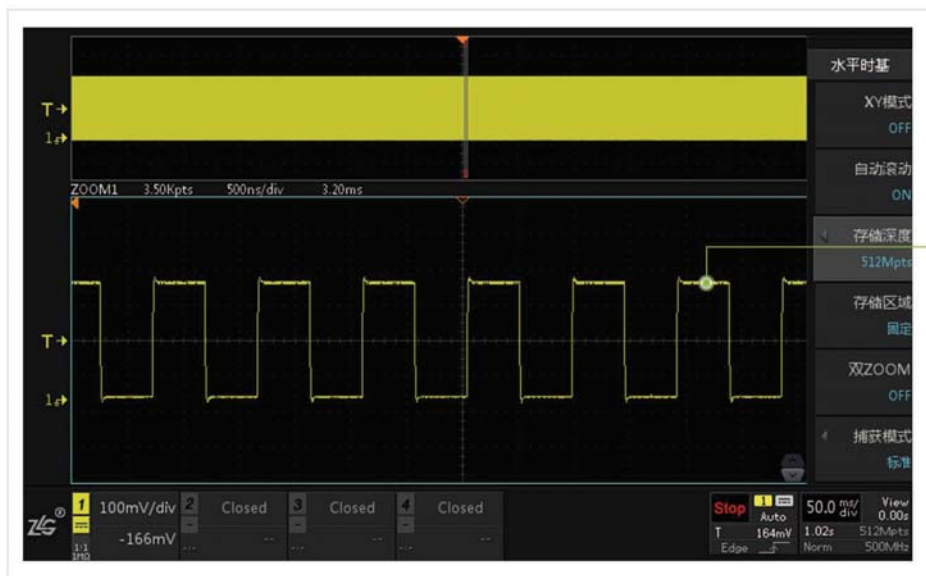 水平时基
XY模式
OFF
自动滚动
ON
存储深度
512Mpts
存储区域
固定
双ZOOM
OFF
捕获模式
标准
T
1
ZOOM1 3.50Kpts 500ns/div 3.20ms
T
1
ZLG®
1 100mV/div
-166mV
1:1
1MΩ
2 Closed
--
3 Closed
--
4 Closed
--
Stop 1 Auto
T 164mV
Edge
50.0 ms/div View 0.00s
1.02s 512Mpts
Norm 500MHz